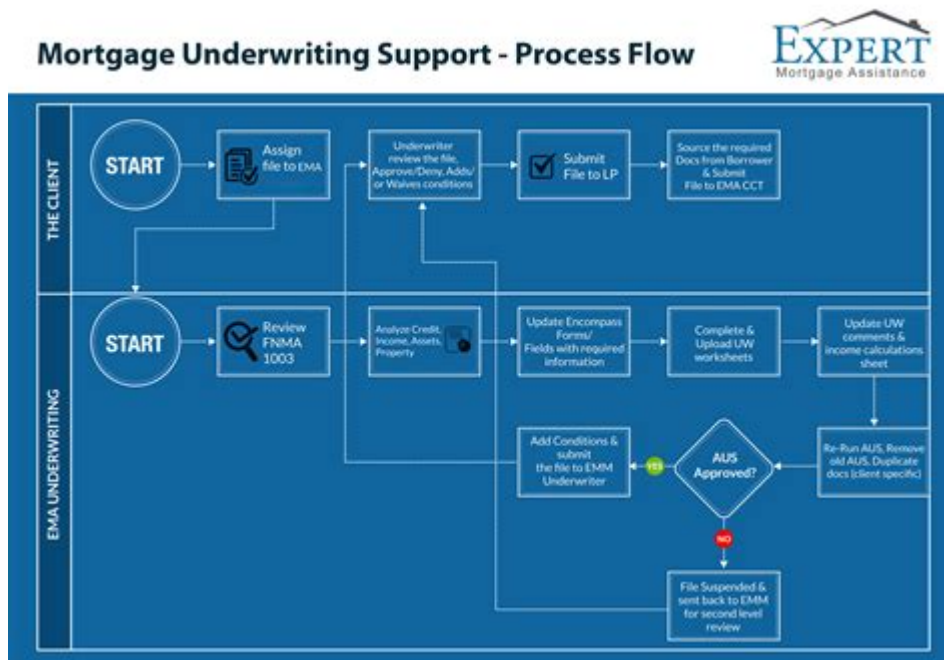 Mortgage Underwriting Support - Process Flow
EXPERT
Mortgage Assistance
THE CLIENT
START
Assign
file to EMA
Underwriter
review the file,
Approve/Deny, Adds/
or Waives conditions
Submit
File to LP
Source the required
Docs from Borrower
& Submit
File to EMA CCT
EMA UNDERWRITING
START
Review
FNMA
1003
Analyze Credit,
Income, Assets,
Property
Update Encompass
Forms/
Fields with required
information
Complete &
Upload UW
worksheets
Update UW
comments &
income calculations
sheet
Add Conditions &
submit
the file to EMM
Underwriter
YES
AUS
Approved?
Re-Run AUS, Remove
old AUS, Duplicate
docs (client specific)
NO
File Suspended &
sent back to EMM
for second level
review